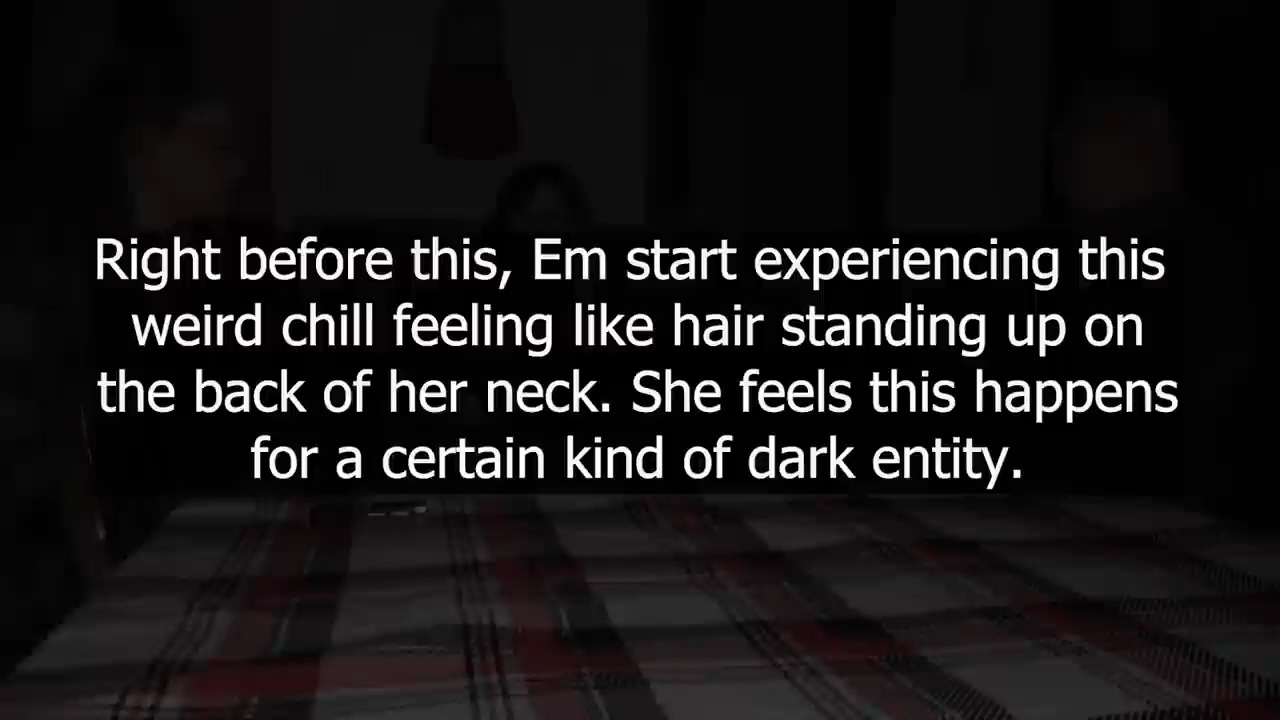 Right before this, Em start experiencing this
weird chill feeling like hair standing up on
the back of her neck. She feels this happens
for a certain kind of dark entity.